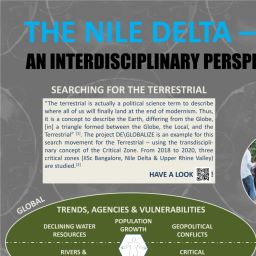 THE NILE DELTA –
AN INTERDISCIPLINARY PERSP
SEARCHING FOR THE TERRESTRIAL
"The terrestrial is actually a political science term to describe
where all of us will finally land at the end of modernism. Thus,
it is a concept to describe the Earth, differing from the Globe,
[in] a triangle formed between the Globe, the Local, and the
Terrestrial" [1]. The project DE\GLOBALIZE is an example for this
search movement for the Terrestrial – using the transdiscipli-
nary concept of the Critical Zone. From 2018 to 2020, three
critical zones (IISc Bangalore, Nile Delta & Upper Rhine Valley)
are studied.[2]
HAVE A LOOK !
GLOBAL
TRENDS, AGENCIES & VULNERABILITIES
POPULATION
GROWTH
DECLINING WATER
RESOURCES
GEOPOLITICAL
CONFLICTS
RIVERS &
CRITICAL